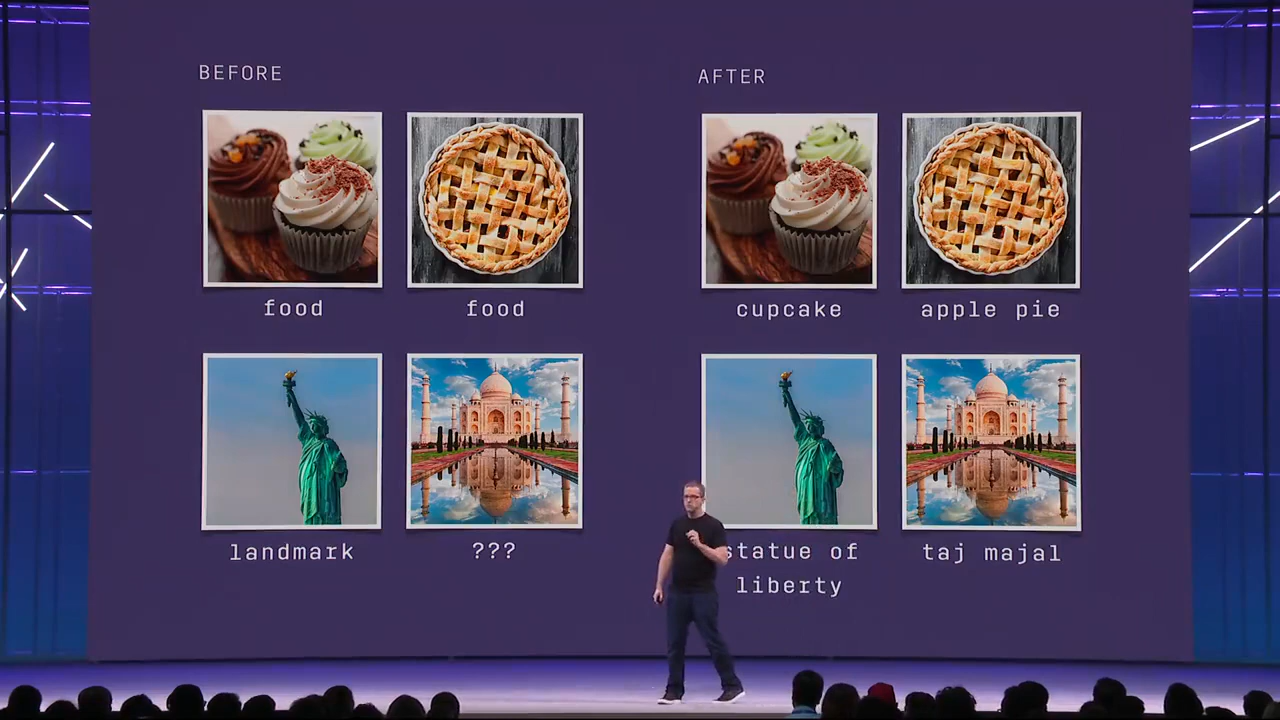 BEFORE
AFTER
food
food
cupcake
apple pie
landmark
???
statue of
liberty
taj majal